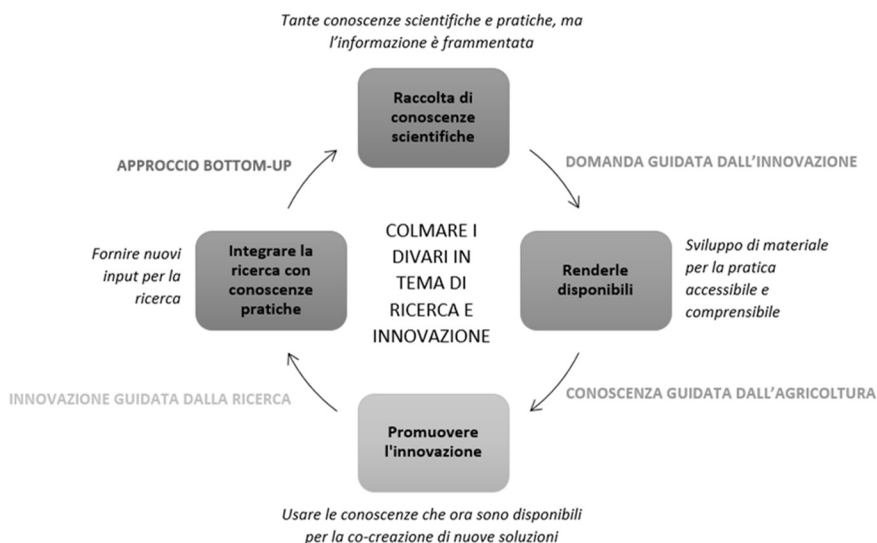 Tante conoscenze scientifiche e pratiche, ma
l'informazione è frammentata
Raccolta di
conoscenze
scientifiche
APPROCCIO BOTTOM-UP
DOMANDA GUIDATA DALL'INNOVAZIONE
Fornire nuovi
input per la
ricerca
Integrare la
ricerca con
conoscenze
pratiche
COLMARE I
DIVARI IN
TEMA DI
RICERCA E
INNOVAZIONE
Renderle
disponibili
Sviluppo di materiale
per la pratica
accessibile e
comprensibile
INNOVAZIONE GUIDATA DALLA RICERCA
CONOSCENZA GUIDATA DALL'AGRICOLTURA
Promuovere
l'innovazione
Usare le conoscenze che ora sono disponibili
per la co-creazione di nuove soluzioni